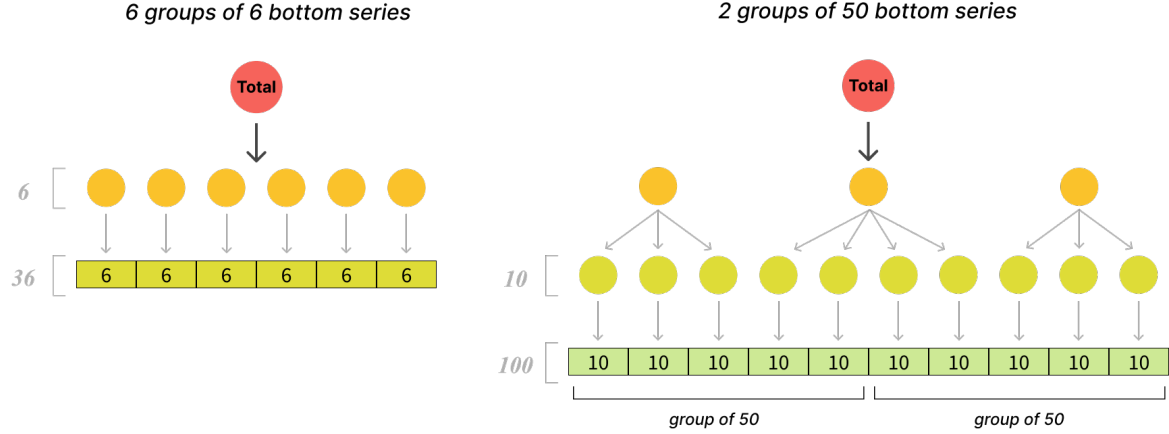 6 groups of 6 bottom series
Total
6
36
6 6 6 6 6 6
2 groups of 50 bottom series
Total
10
100
10 10 10 10 10 10 10 10 10 10
group of 50
group of 50